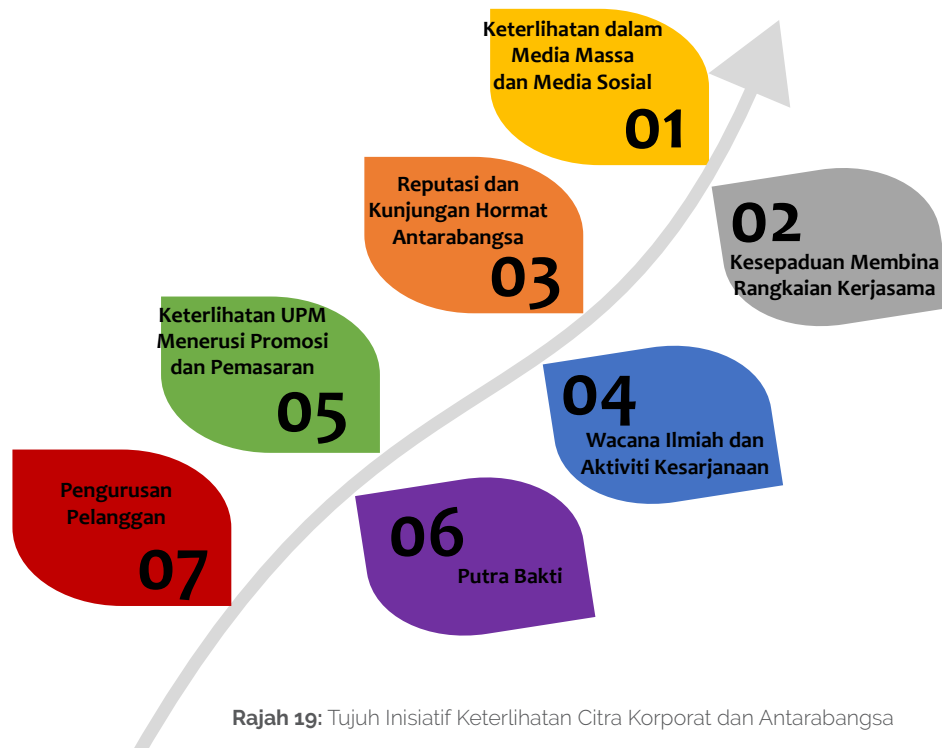 Keterlihatan dalam
Media Massa
dan Media Sosial
01
02
Kesepaduan Membina
Rangkaian Kerjasama
Reputasi dan
Kunjungan Hormat
Antarabangsa
03
04
Wacana Ilmiah dan
Aktiviti Kesarjanaan
Keterlihatan UPM
Menerusi Promosi
dan Pemasaran
05
06
Putra Bakti
Pengurusan
Pelanggan
07
Rajah 19: Tujuh Inisiatif Keterlihatan Citra Korporat dan Antarabangsa